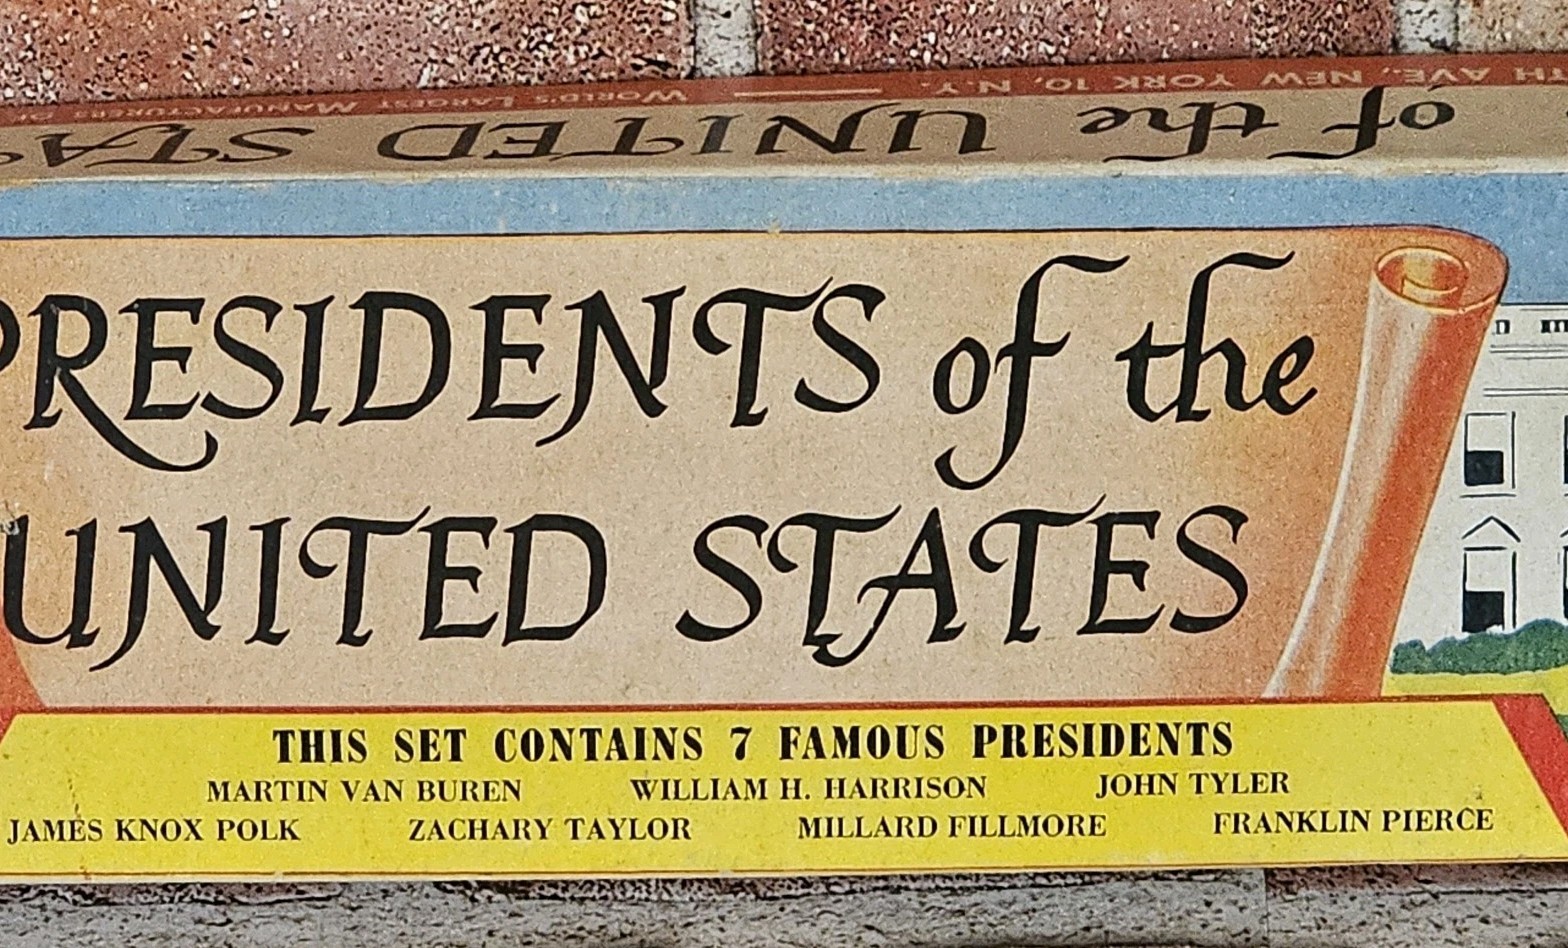 TH AVE., NEW YORK 10, N.Y. WORLD'S LARGEST MANUFACTURERS
of the UNITED STA
PRESIDENTS of the
UNITED STATES
THIS SET CONTAINS 7 FAMOUS PRESIDENTS
MARTIN VAN BUREN WILLIAM H. HARRISON JOHN TYLER
JAMES KNOX POLK ZACHARY TAYLOR MILLARD FILLMORE FRANKLIN PIERCE